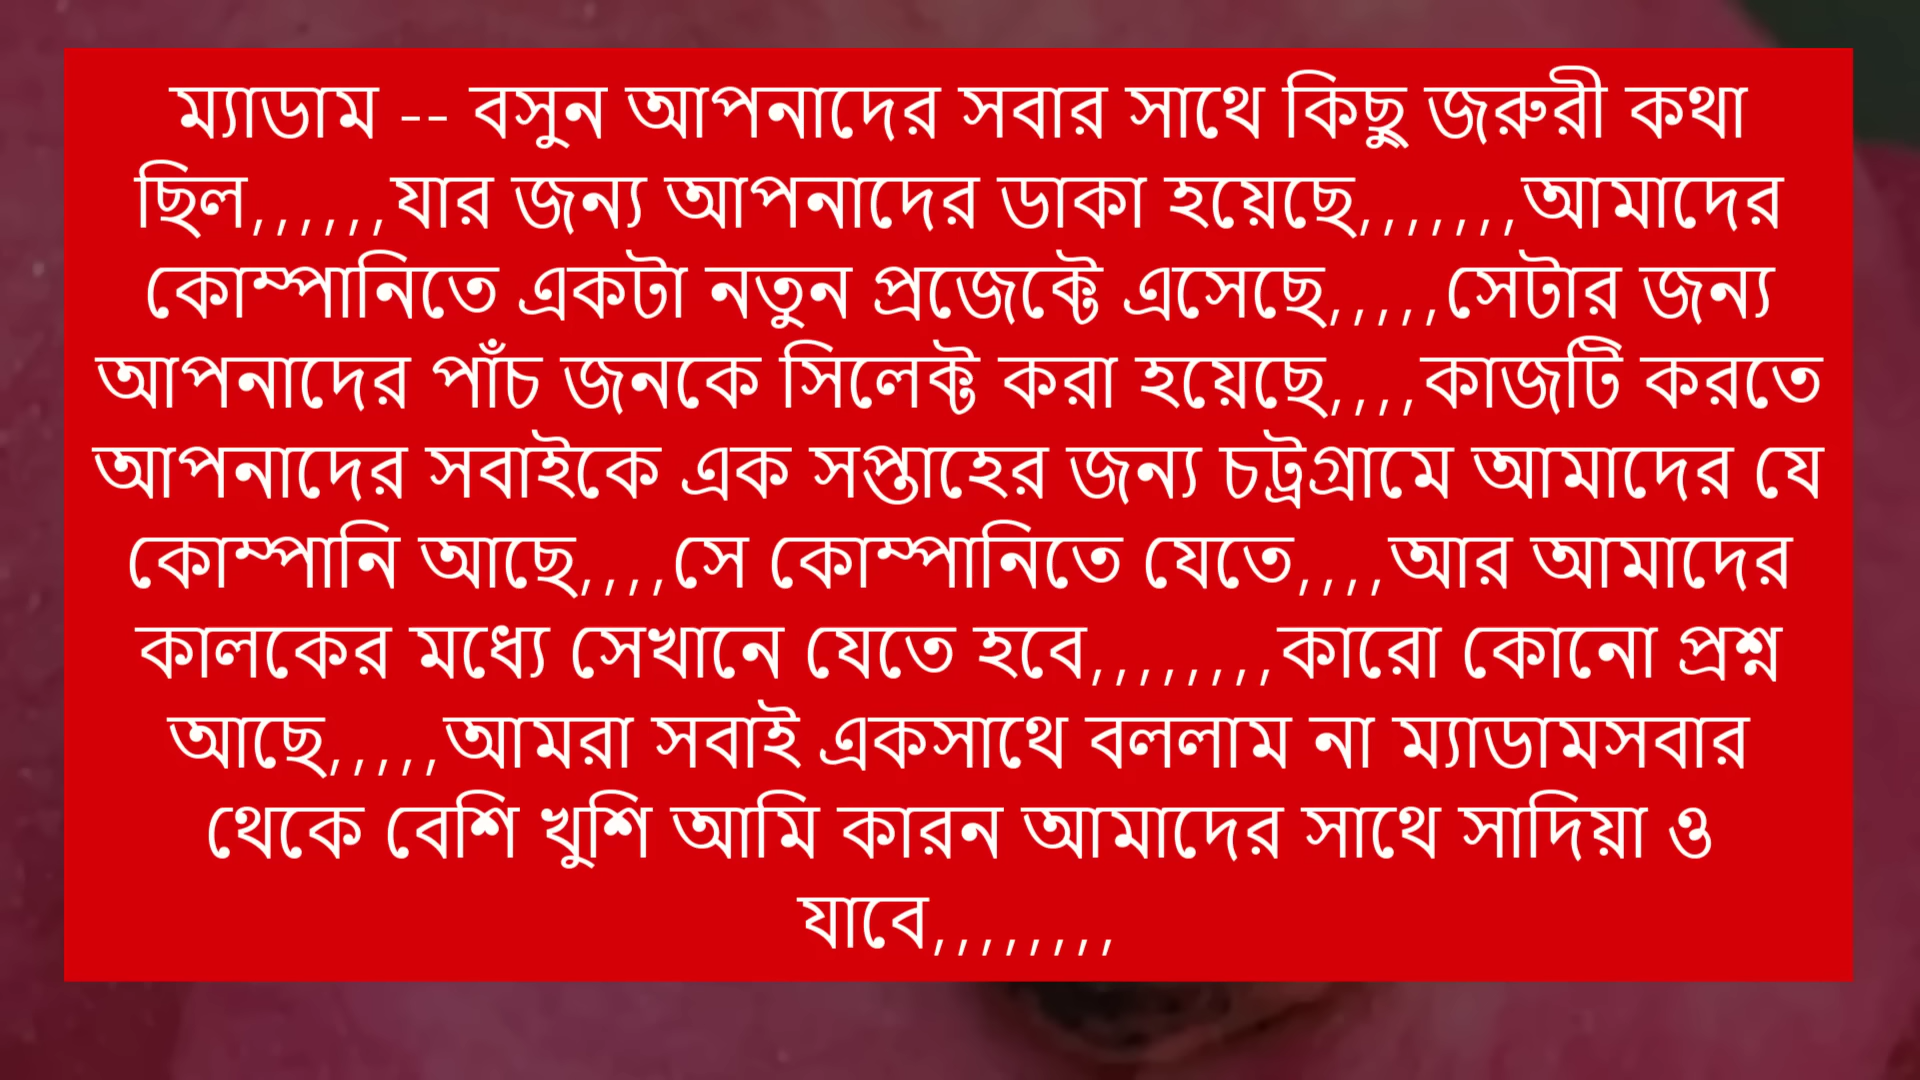 ম্যাডাম -- বসুন আপনাদের সবার সাথে কিছু জরুরী কথা
ছিল,,,,,,যার জন্য আপনাদের ডাকা হয়েছে,,,,,,,আমাদের
কোম্পানিতে একটা নতুন প্রজেক্টে এসেছে,,,,,সেটার জন্য
আপনাদের পাঁচ জনকে সিলেক্ট করা হয়েছে,,,,কাজটি করতে
আপনাদের সবাইকে এক সপ্তাহের জন্য চট্রগ্রামে আমাদের যে
কোম্পানি আছে,,,,সে কোম্পানিতে যেতে,,,,আর আমাদের
কালকের মধ্যে সেখানে যেতে হবে,,,,,,,,কারো কোনো প্রশ্ন
আছে,,,,,আমরা সবাই একসাথে বললাম না ম্যাডামসবার
থেকে বেশি খুশি আমি কারন আমাদের সাথে সাদিয়া ও
যাবে,,,,,,,,